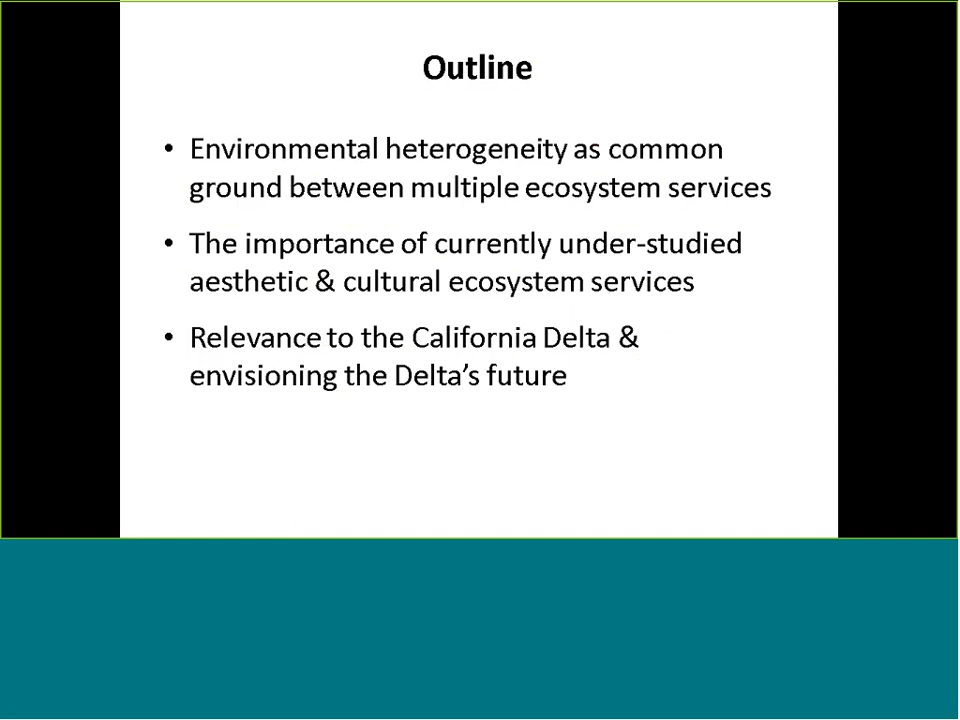 Outline
• Environmental heterogeneity as common
ground between multiple ecosystem services
• The importance of currently under-studied
aesthetic & cultural ecosystem services
• Relevance to the California Delta &
envisioning the Delta's future